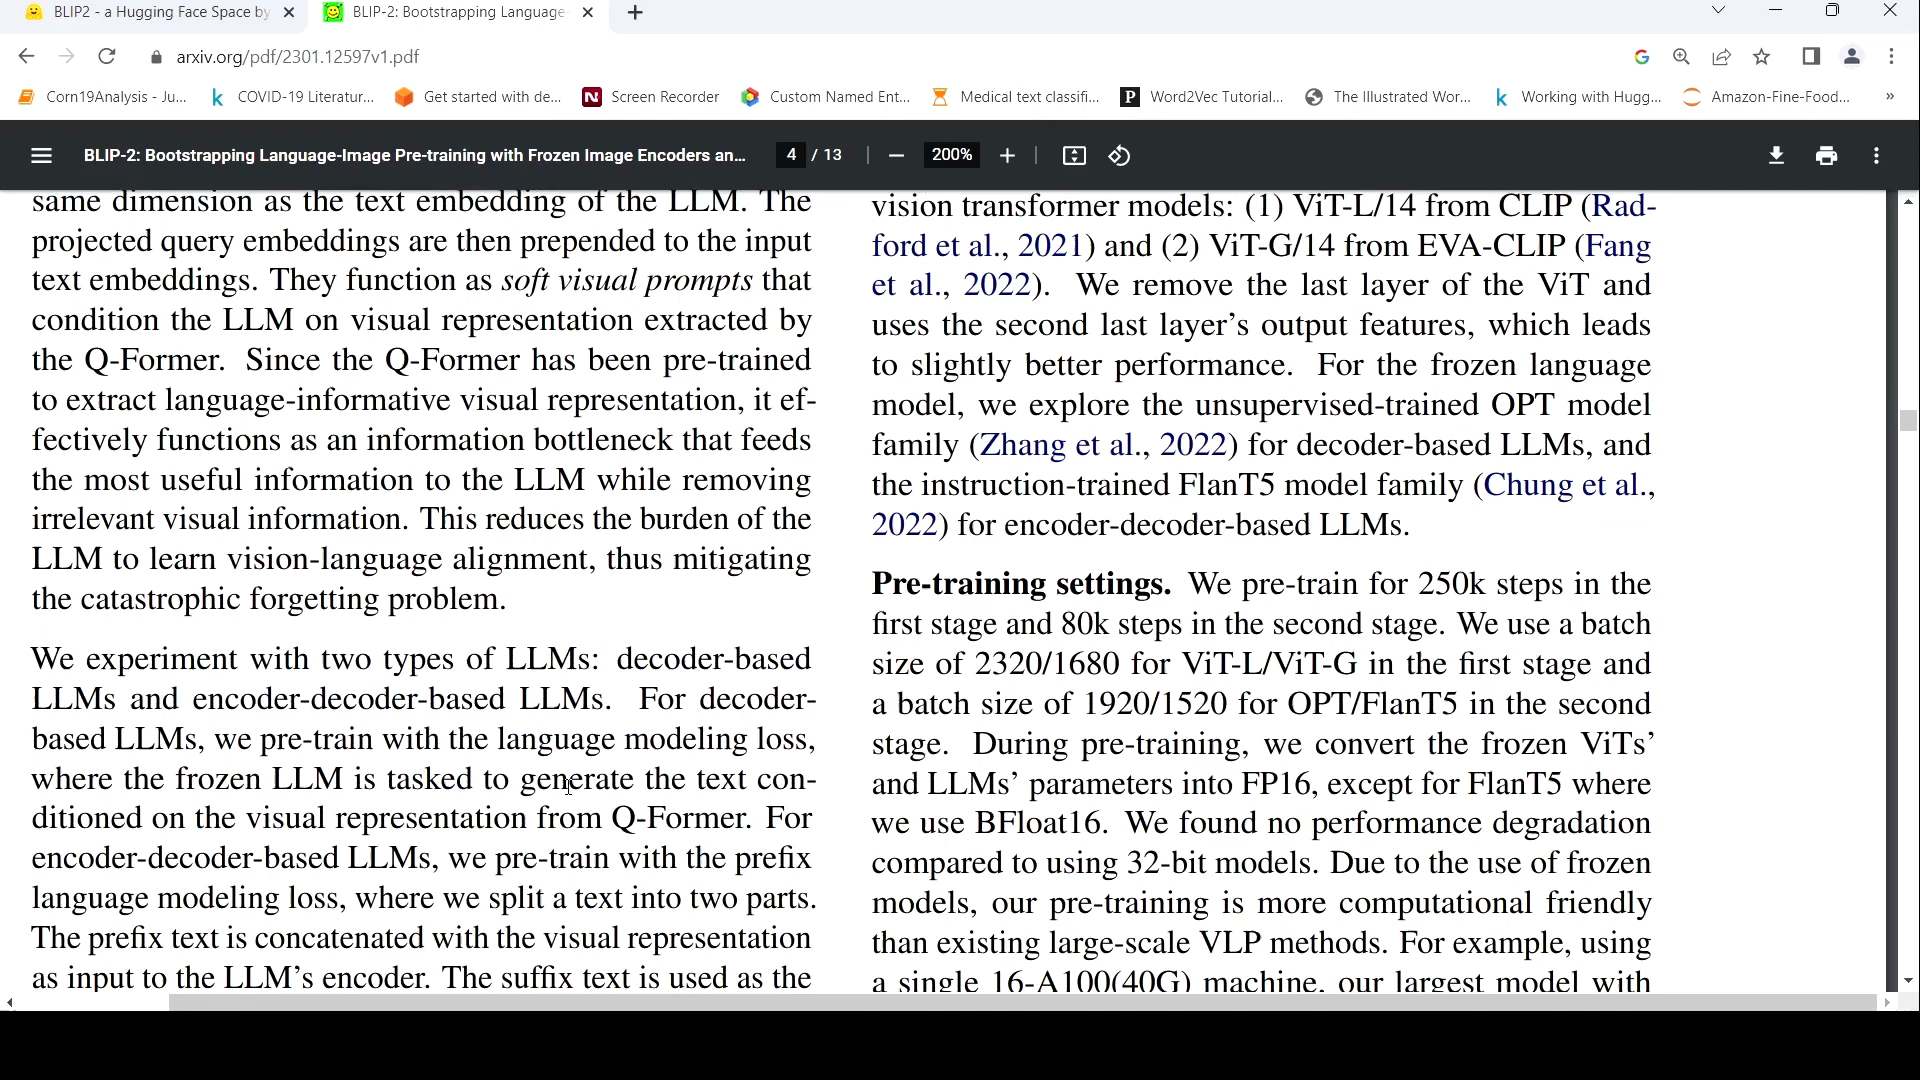 BLIP2 - a Hugging Face Space by
BLIP-2: Bootstrapping Language-
arxiv.org/pdf/2301.12597v1.pdf
Corn19Analysis - Ju...
COVID-19 Literatur...
Get started with de...
Screen Recorder
Custom Named Ent...
Medical text classifi...
Word2Vec Tutorial...
The Illustrated Wor...
Working with Hugg...
Amazon-Fine-Food...
»
BLIP-2: Bootstrapping Language-Image Pre-training with Frozen Image Encoders an...
4 / 13
200%
same dimension as the text embedding of the LLM. The
projected query embeddings are then prepended to the input
text embeddings. They function as soft visual prompts that
condition the LLM on visual representation extracted by
the Q-Former. Since the Q-Former has been pre-trained
to extract language-informative visual representation, it ef-
fectively functions as an information bottleneck that feeds
the most useful information to the LLM while removing
irrelevant visual information. This reduces the burden of the
LLM to learn vision-language alignment, thus mitigating
the catastrophic forgetting problem.
We experiment with two types of LLMs: decoder-based
LLMs and encoder-decoder-based LLMs. For decoder-
based LLMs, we pre-train with the language modeling loss,
where the frozen LLM is tasked to generate the text con-
ditioned on the visual representation from Q-Former. For
encoder-decoder-based LLMs, we pre-train with the prefix
language modeling loss, where we split a text into two parts.
The prefix text is concatenated with the visual representation
as input to the LLM's encoder. The suffix text is used as the
vision transformer models: (1) ViT-L/14 from CLIP (Rad-
ford et al., 2021) and (2) ViT-G/14 from EVA-CLIP (Fang
et al., 2022). We remove the last layer of the ViT and
uses the second last layer's output features, which leads
to slightly better performance. For the frozen language
model, we explore the unsupervised-trained OPT model
family (Zhang et al., 2022) for decoder-based LLMs, and
the instruction-trained FlanT5 model family (Chung et al.,
2022) for encoder-decoder-based LLMs.
Pre-training settings. We pre-train for 250k steps in the
first stage and 80k steps in the second stage. We use a batch
size of 2320/1680 for ViT-L/ViT-G in the first stage and
a batch size of 1920/1520 for OPT/FlanT5 in the second
stage. During pre-training, we convert the frozen ViTs'
and LLMs' parameters into FP16, except for FlanT5 where
we use BFloat16. We found no performance degradation
compared to using 32-bit models. Due to the use of frozen
models, our pre-training is more computational friendly
than existing large-scale VLP methods. For example, using
a single 16-A100(40G) machine, our largest model with